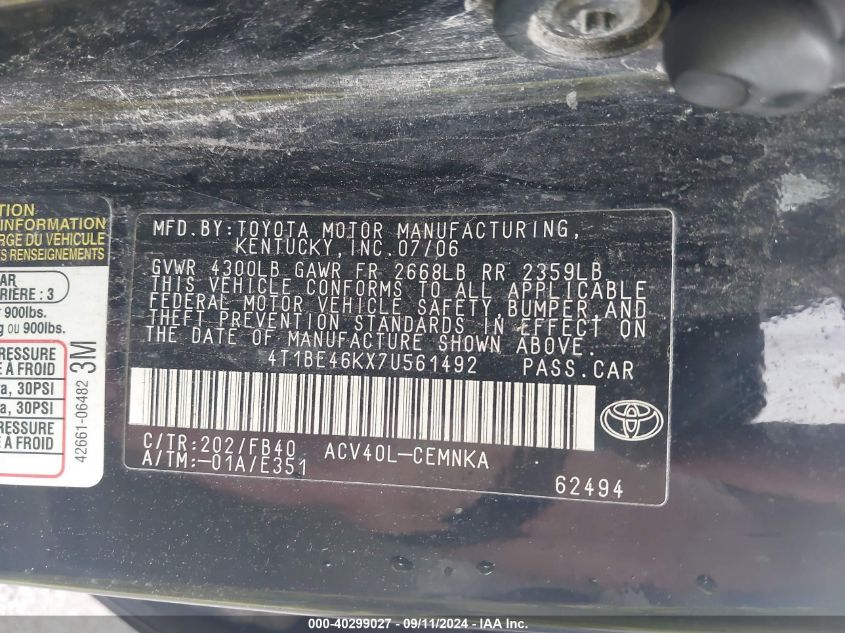 TION
INFORMATION
RGE DU VÉHICULE
S RENSEIGNEMENTS
AR
RIÈRE : 3
900lbs.
g ou 900lbs.
PRESSURE
À FROID
a, 30PSI
a, 30PSI
PRESSURE
À FROID
42661-06482 3M
MFD.BY:TOYOTA MOTOR MANUFACTURING,
KENTUCKY,INC.07/06
GVWR 4300LB GAWR FR 2668LB RR 2359LB
THIS VEHICLE CONFORMS TO ALL APPLICABLE
FEDERAL MOTOR VEHICLE SAFETY,BUMPER,AND
THEFT PREVENTION STANDARDS IN EFFECT ON
THE DATE OF MANUFACTURE SHOWN ABOVE.
4T1BE46KX7U561492 PASS.CAR
C/TR:202/FB40 ACV40L-CEMNKA
A/TM:-01A/E351
62494
000-40299027 - 09/11/2024 - IAA Inc.